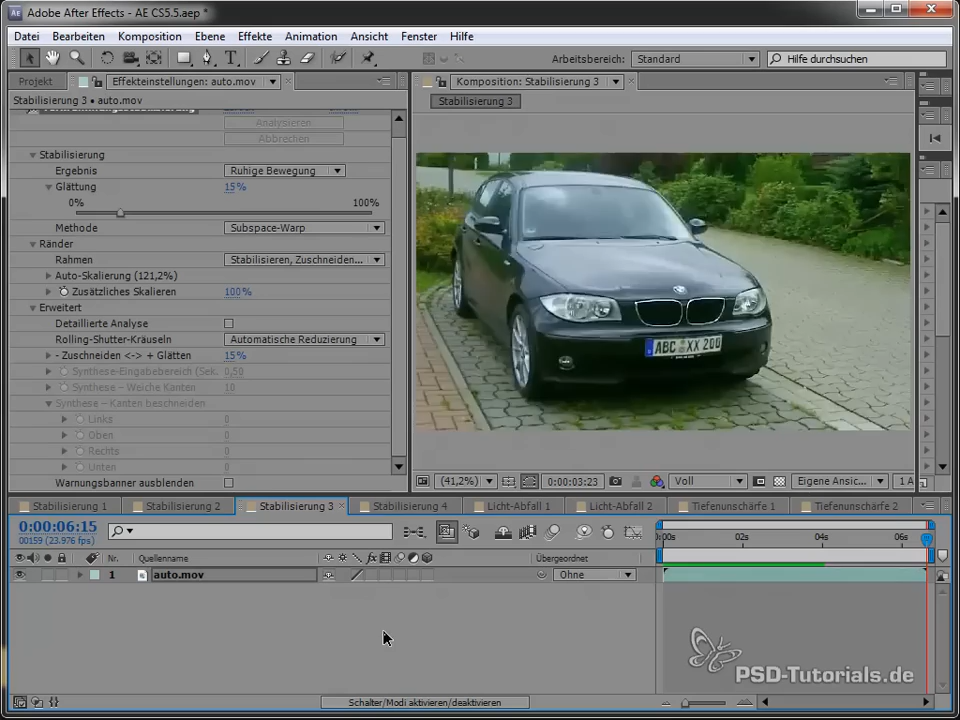 Adobe After Effects - AE CS5.5.aep *
Datei Bearbeiten Komposition Ebene Effekte Animation Ansicht Fenster Hilfe
Arbeitsbereich: Standard Hilfe durchsuchen
Projekt Effekteinstellungen: auto.mov Komposition: Stabilisierung 3
Stabilisierung 3 • auto.mov
Stabilisierung 3
Analysieren
Abbrechen
Stabilisierung
Ergebnis Ruhige Bewegung
Glättung 15%
0% 100%
Methode Subspace-Warp
Ränder
Rahmen Stabilisieren, Zuschneiden...
Auto-Skalierung (121,2%)
Zusätzliches Skalieren 100%
Erweitert
Detaillierte Analyse
Rolling-Shutter-Kräuseln Automatische Reduzierung
- Zuschneiden <-> + Glätten 15%
Synthese-Eingabebereich (Sek. 0,50
Synthese – Weiche Kanten 10
Synthese – Kanten beschneiden
Links 0
Oben 0
Rechts 0
Unten 0
Warnungsbanner ausblenden
ABC XX 200
(41,2%) 0:00:03:23 Voll Eigene Ansic... 1 A
Stabilisierung 1 Stabilisierung 2 Stabilisierung 3 Stabilisierung 4 Licht-Abfall 1 Licht-Abfall 2 Tiefenunschärfe 1 Tiefenunschärfe 2
0:00:06:15
00159 (23.976 fps)
:00s 02s 04s 06s
Nr. Quellenname fx Übergeordnet
1 auto.mov Ohne
PSD-Tutorials.de
Schalter/Modi aktivieren/deaktivieren